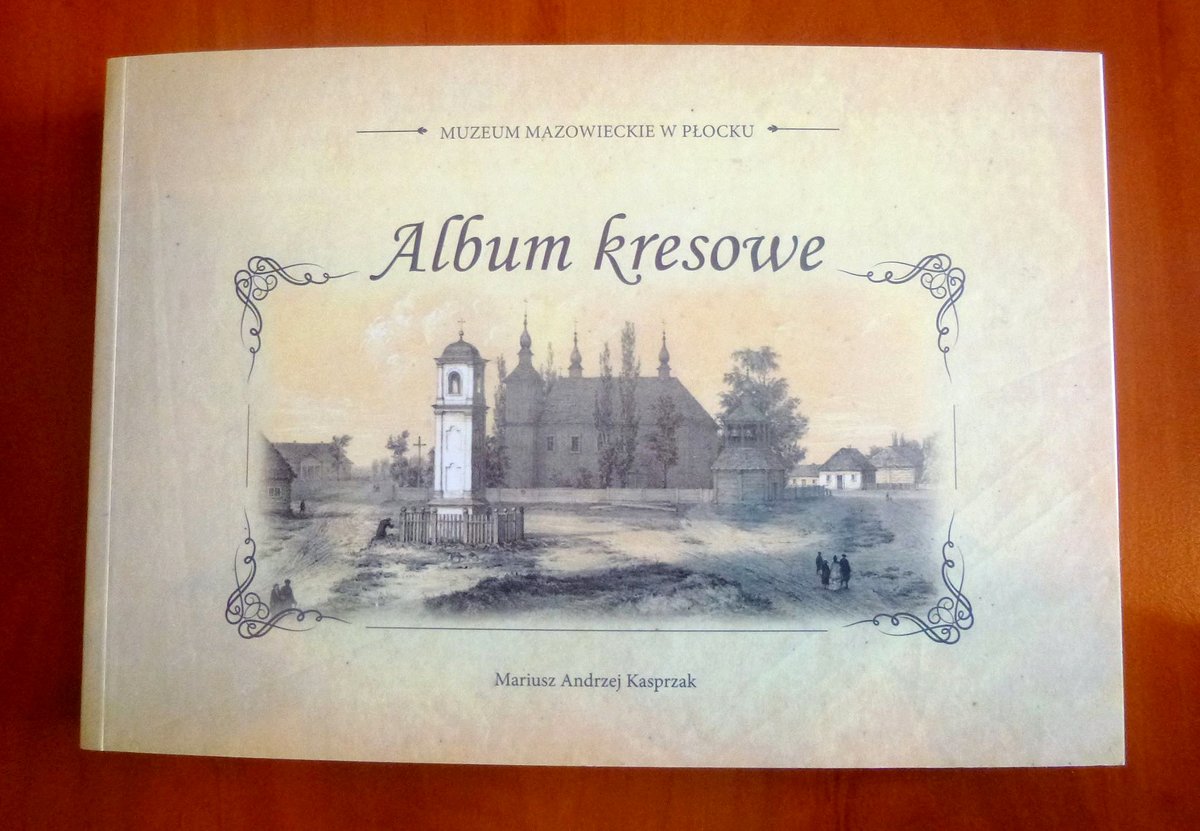 MUZEUM MAZOWIECKIE W PŁOCKU
Album kresowe
Mariusz Andrzej Kasprzak